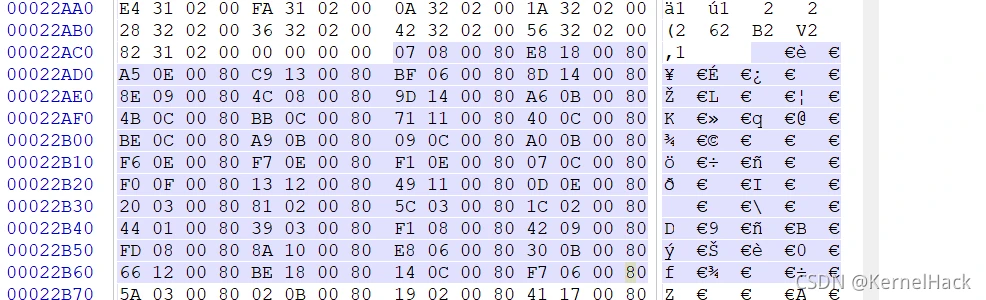 00022AA0 E4 31 02 00 FA 31 02 00 0A 32 02 00 1A 32 02 00 ä1 ú1 2 2
00022AB0 28 32 02 00 36 32 02 00 42 32 02 00 56 32 02 00 (2 62 B2 V2
00022AC0 82 31 02 00 00 00 00 00 07 08 00 80 E8 18 00 80 ‚1 €è €
00022AD0 A5 0E 00 80 C9 13 00 80 BF 06 00 80 8D 14 00 80 ¥ €É €¿ € €
00022AE0 8E 09 00 80 4C 08 00 80 9D 14 00 80 A6 0B 00 80 Ž €L € €¦ €
00022AF0 4B 0C 00 80 BB 0C 00 80 71 11 00 80 40 0C 00 80 K €» €q €@ €
00022B00 BE 0C 00 80 A9 0B 00 80 09 0C 00 80 A0 0B 00 80 ¾ €© € € €
00022B10 F6 0E 00 80 F7 0E 00 80 F1 0E 00 80 07 0C 00 80 ö €÷ €ñ € €
00022B20 F0 0F 00 80 13 12 00 80 49 11 00 80 0D 0E 00 80 ð € €I € €
00022B30 20 03 00 80 81 02 00 80 5C 03 00 80 1C 02 00 80 € €\ € €
00022B40 44 01 00 80 39 03 00 80 F1 08 00 80 42 09 00 80 D €9 €ñ €B €
00022B50 FD 08 00 80 8A 10 00 80 E8 06 00 80 30 0B 00 80 ý €Š €è €0 €
00022B60 66 12 00 80 BE 18 00 80 14 0C 00 80 F7 06 00 80 f €¾ € €÷ €
00022B70 5A 03 00 80 02 0B 00 80 19 02 00 80 41 17 00 80 Z € € €A €
CSDN @KernelHack